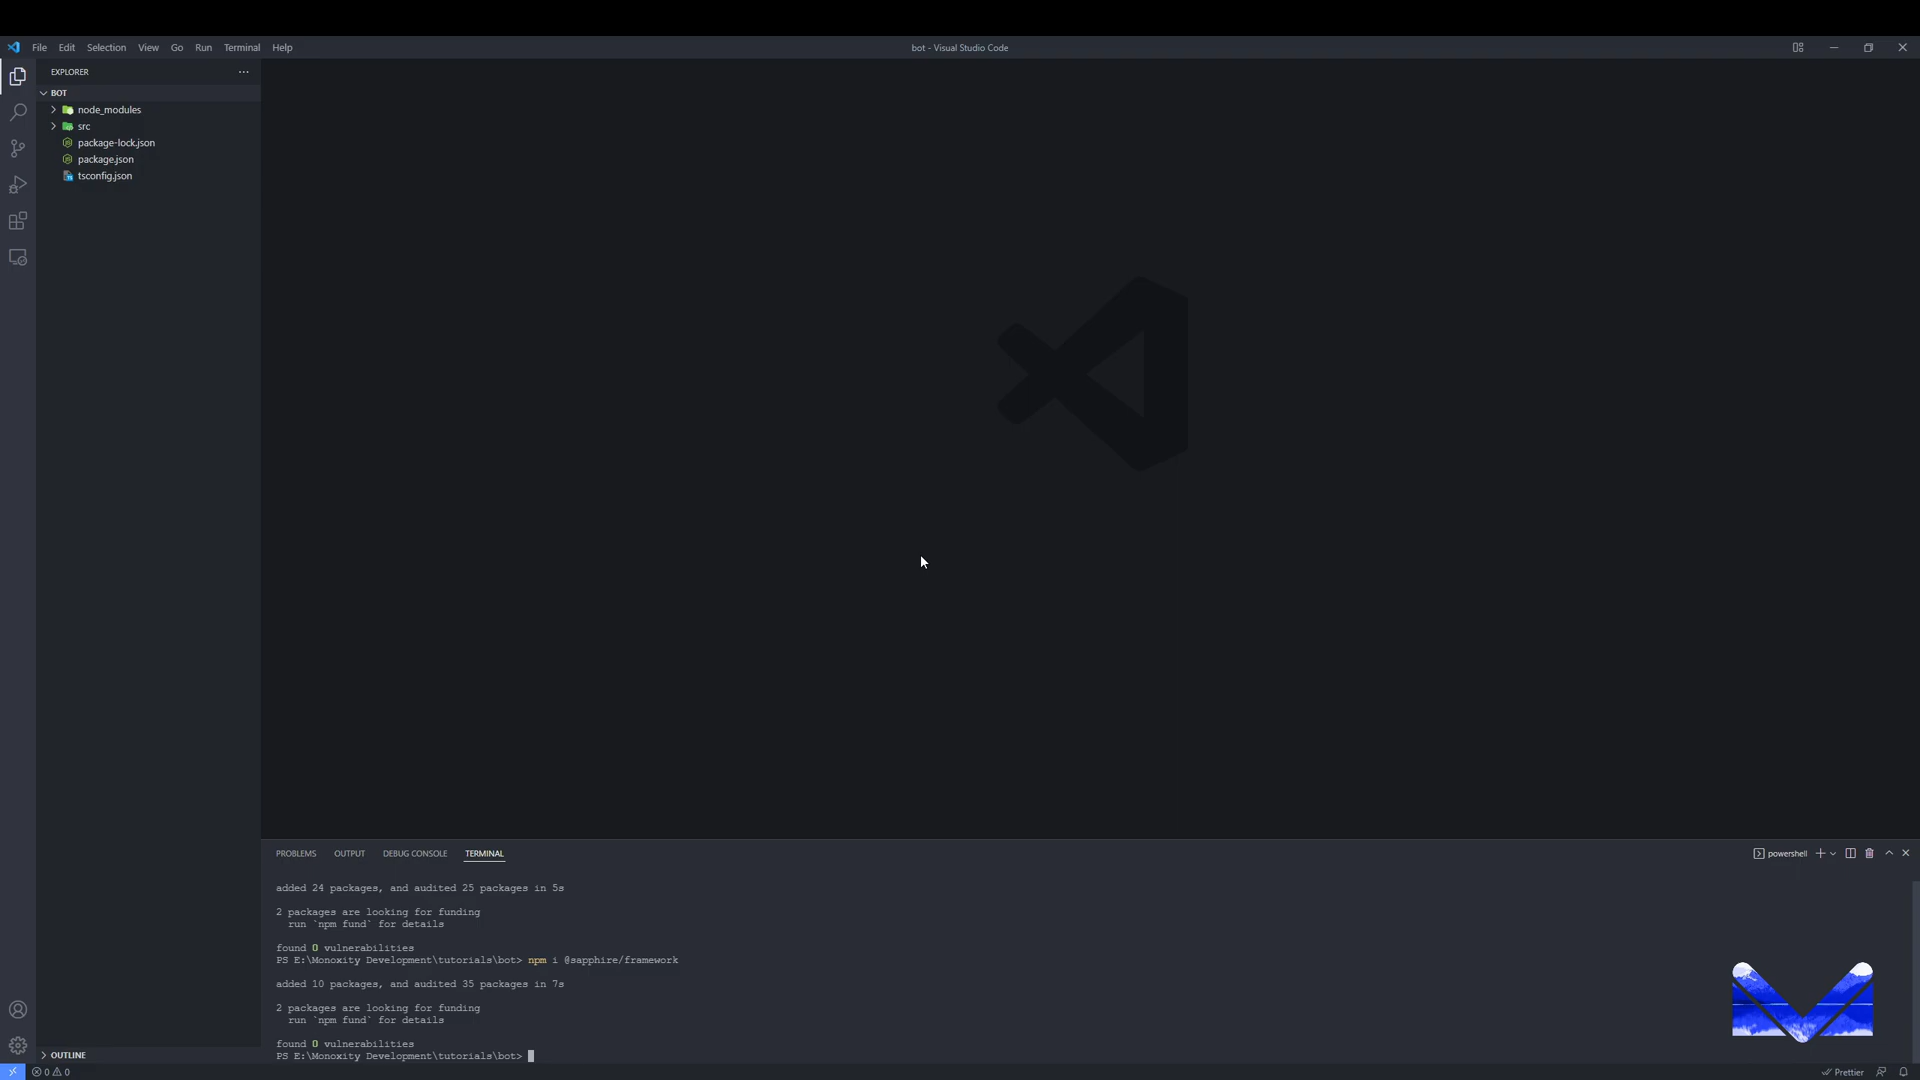 File Edit Selection View Go Run Terminal Help
bot - Visual Studio Code
EXPLORER
BOT
node_modules
src
package-lock.json
package.json
tsconfig.json
OUTLINE
PROBLEMS OUTPUT DEBUG CONSOLE TERMINAL
powershell
added 24 packages, and audited 25 packages in 5s
2 packages are looking for funding
run `npm fund` for details
found 0 vulnerabilities
PS E:\Monoxity Development\tutorials\bot> npm i @sapphire/framework
added 10 packages, and audited 35 packages in 7s
2 packages are looking for funding
run `npm fund` for details
found 0 vulnerabilities
PS E:\Monoxity Development\tutorials\bot>
0 0
Prettier